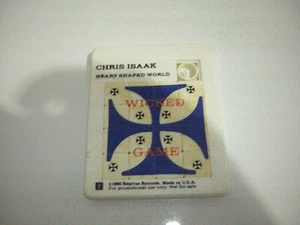 CHRIS ISAAK
HEART SHAPED WORLD
WICKED
GAME
1989 Reprise Records. Made in U.S.A.
For promotional use only. Not for sale.